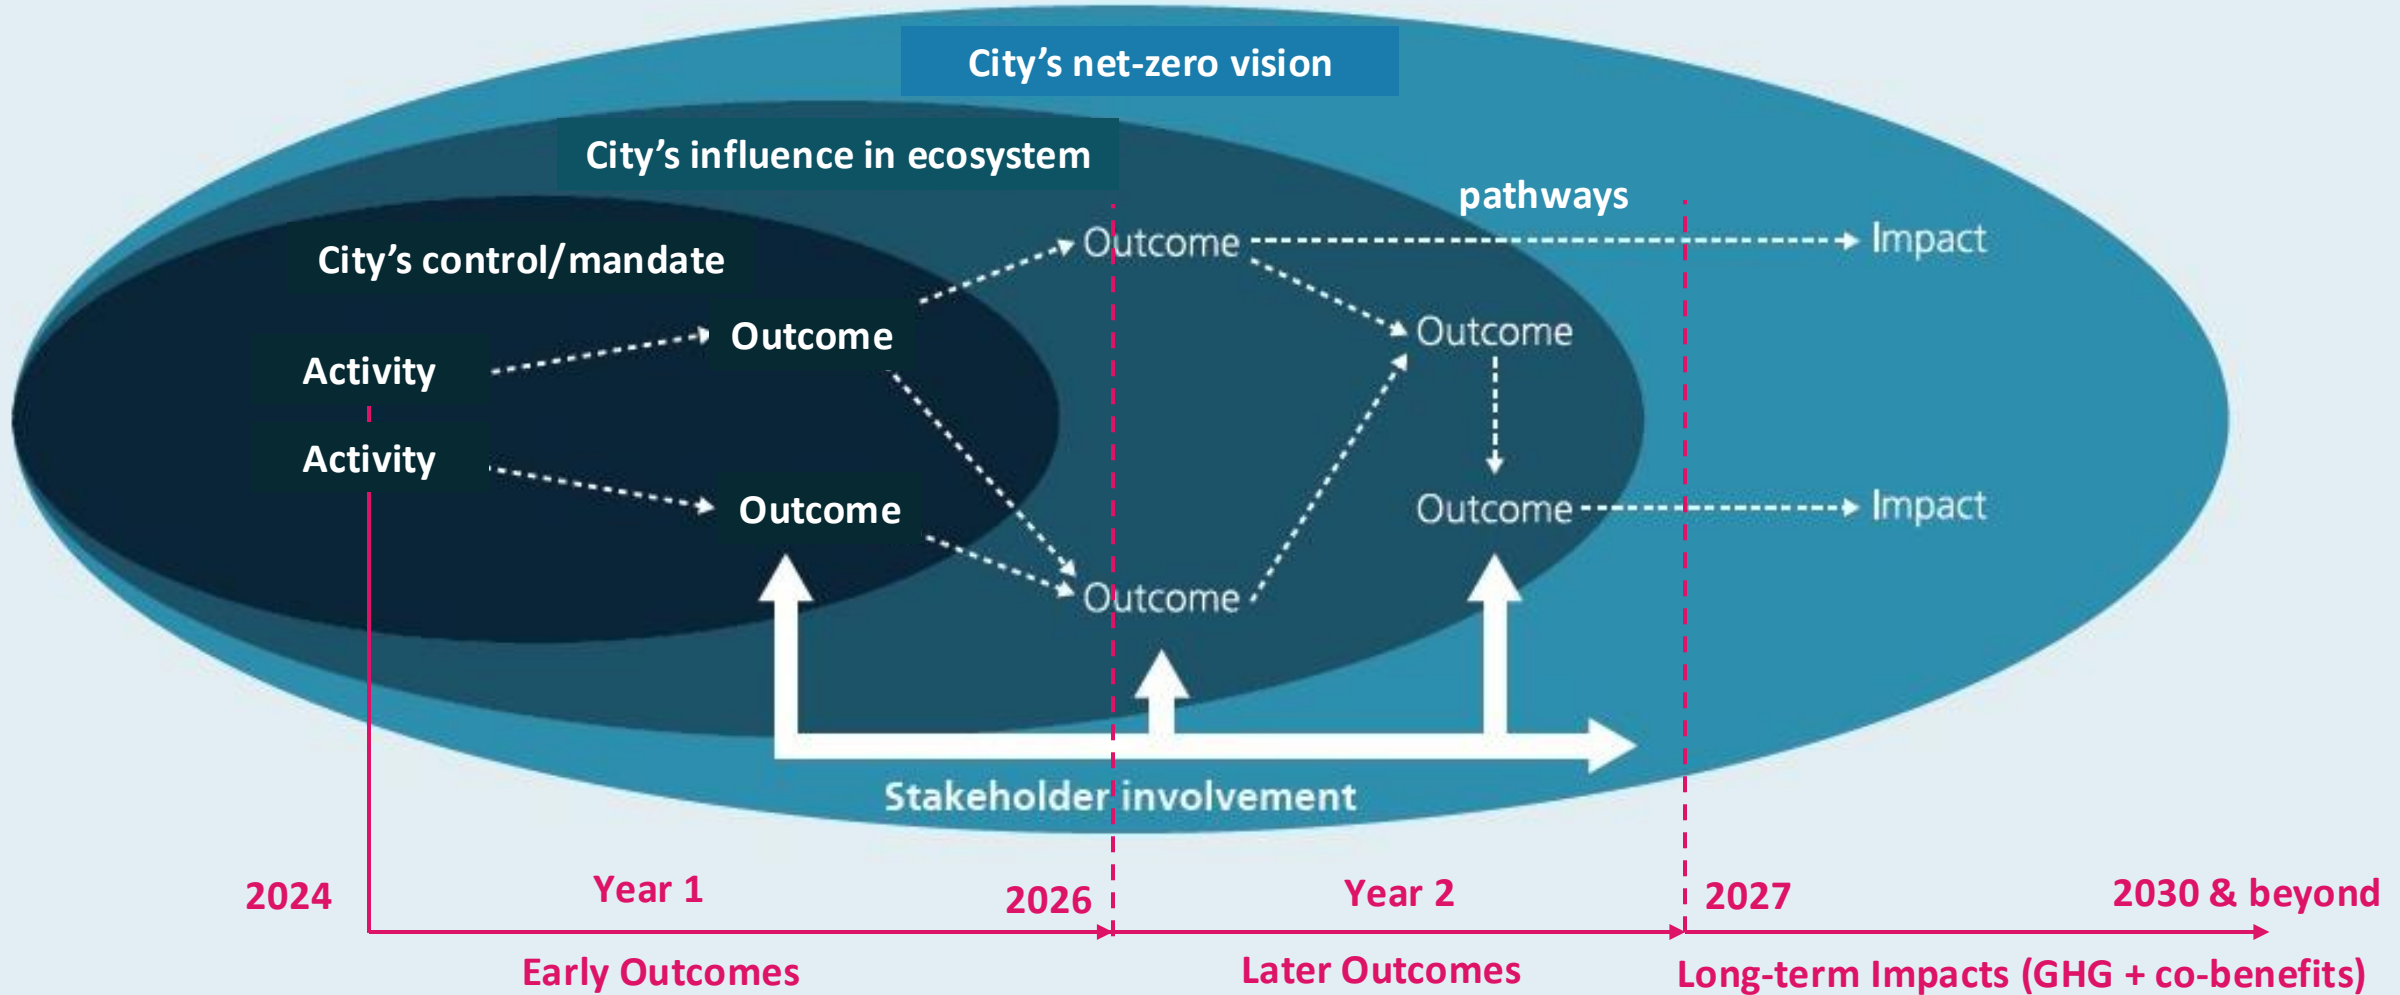 City’s net-zero vision
City’s influence in ecosystem
pathways
City’s control/mandate
Outcome
Impact
Outcome
Outcome
Activity
Activity
Outcome
Outcome
Impact
Outcome
Stakeholder involvement
2024
Year 1
2026
Year 2
2027
2030 & beyond
Early Outcomes
Later Outcomes
Long-term Impacts (GHG + co-benefits)